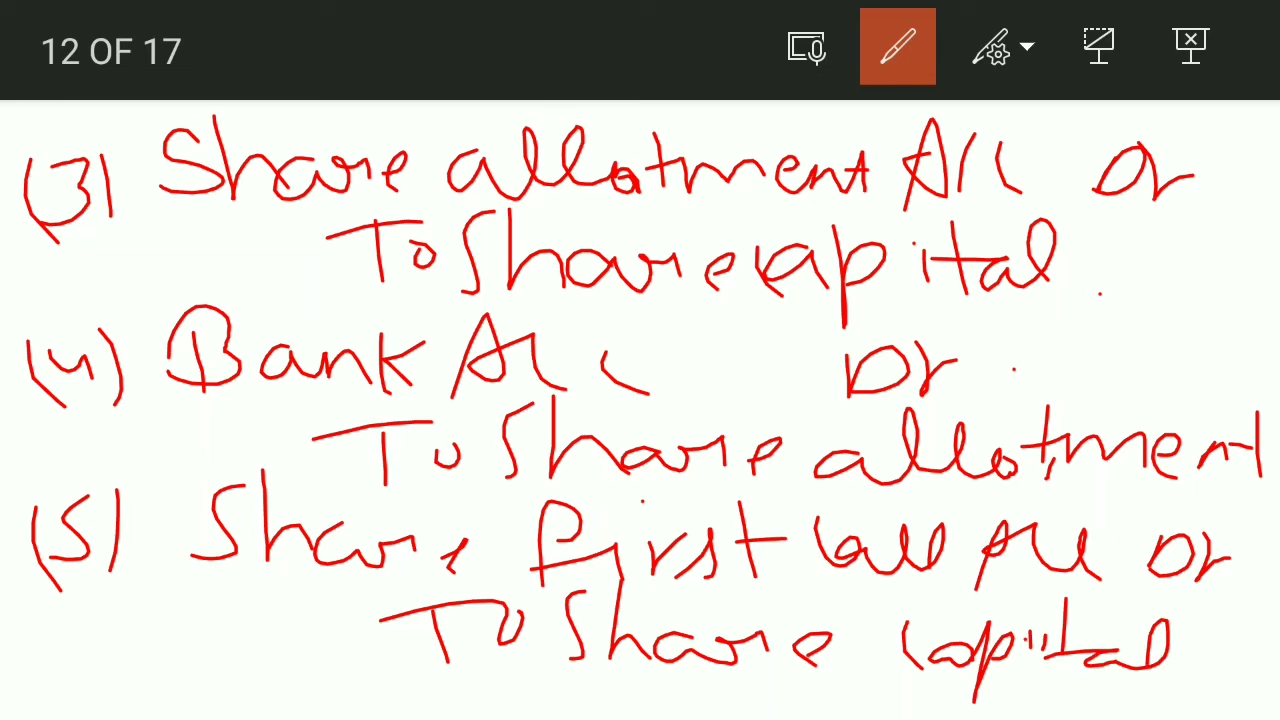 12 OF 17
(3) Share allotment A/c Dr
To Share capital.
(4) Bank A/c Dr.
To Share allotment
(5) Share First call A/c Dr
To Share capital